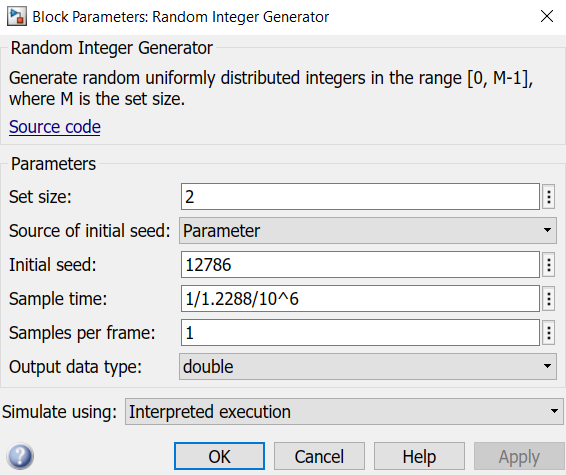 Block Parameters: Random Integer Generator
Random Integer Generator
Generate random uniformly distributed integers in the range [0, M-1],
where M is the set size.
Source code
Parameters
Set size: 2
Source of initial seed: Parameter
Initial seed: 12786
Sample time: 1/1.2288/10^6
Samples per frame: 1
Output data type: double
Simulate using: Interpreted execution
? OK Cancel Help Apply